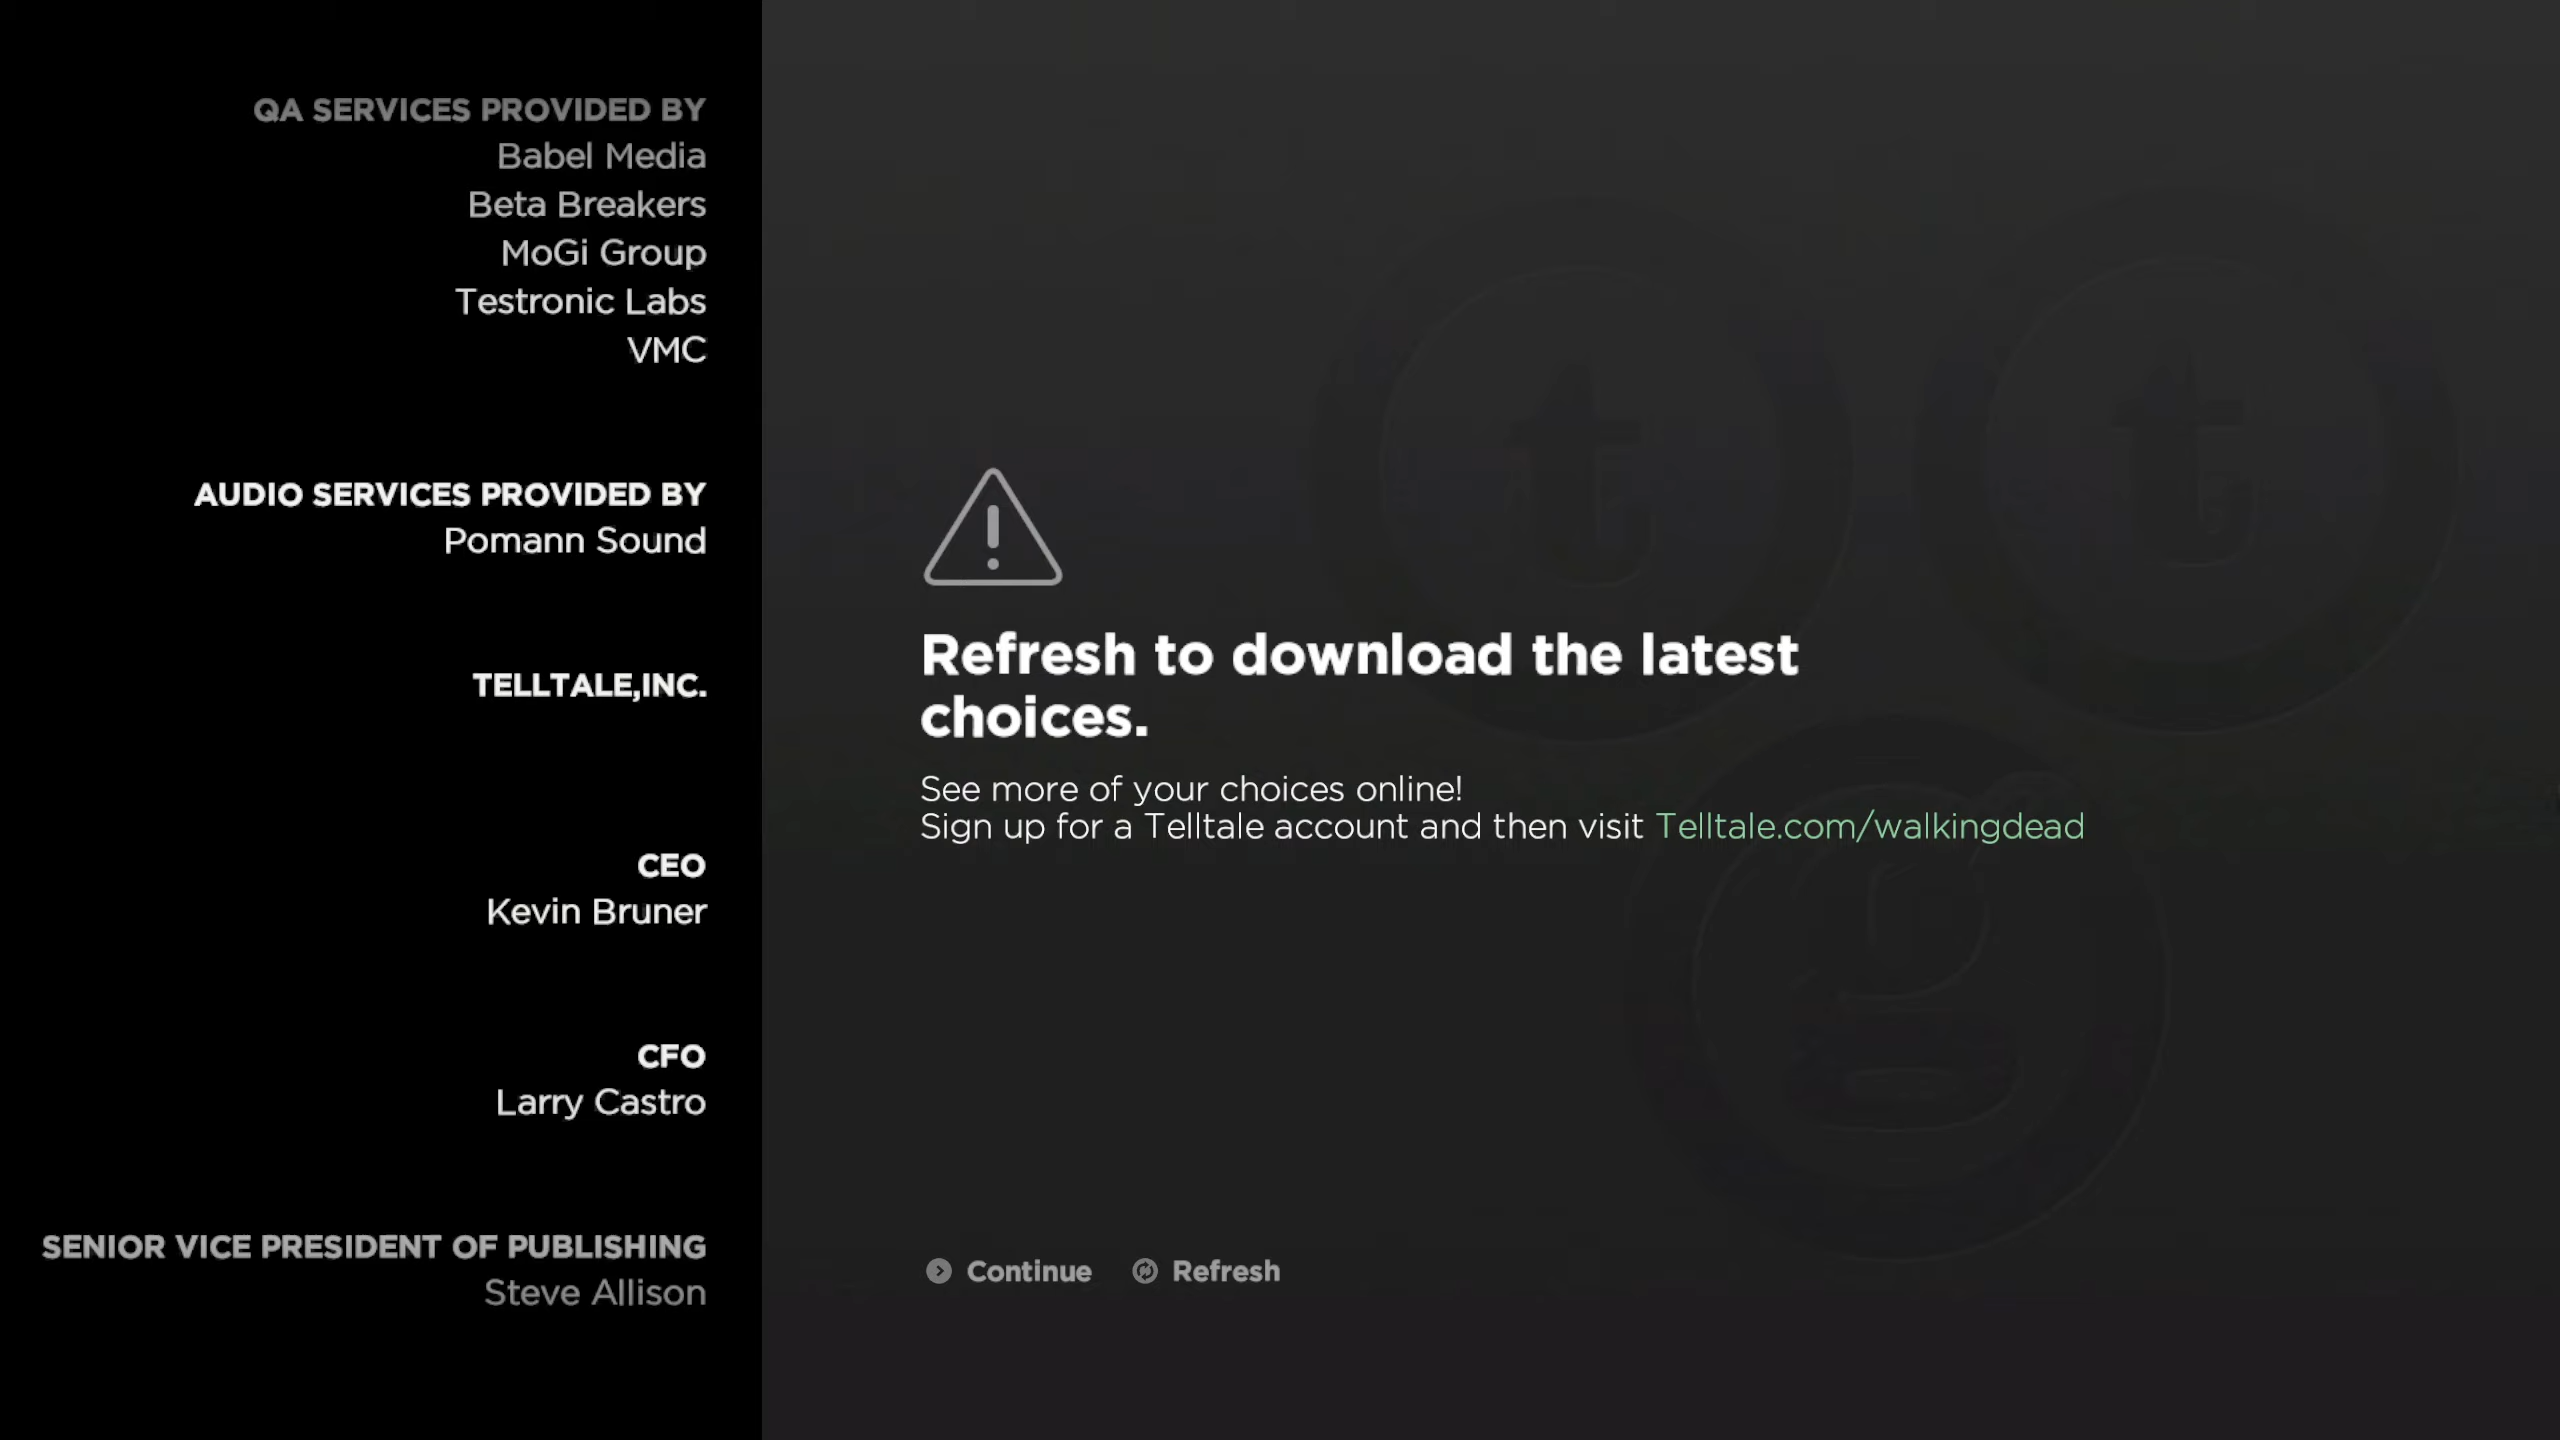 QA SERVICES PROVIDED BY
Babel Media
Beta Breakers
MoGi Group
Testronic Labs
VMC
AUDIO SERVICES PROVIDED BY
Pomann Sound
TELLTALE,INC.
CEO
Kevin Bruner
CFO
Larry Castro
SENIOR VICE PRESIDENT OF PUBLISHING
Steve Allison
t t
g
Refresh to download the latest
choices.
See more of your choices online!
Sign up for a Telltale account and then visit Telltale.com/walkingdead
Continue Refresh